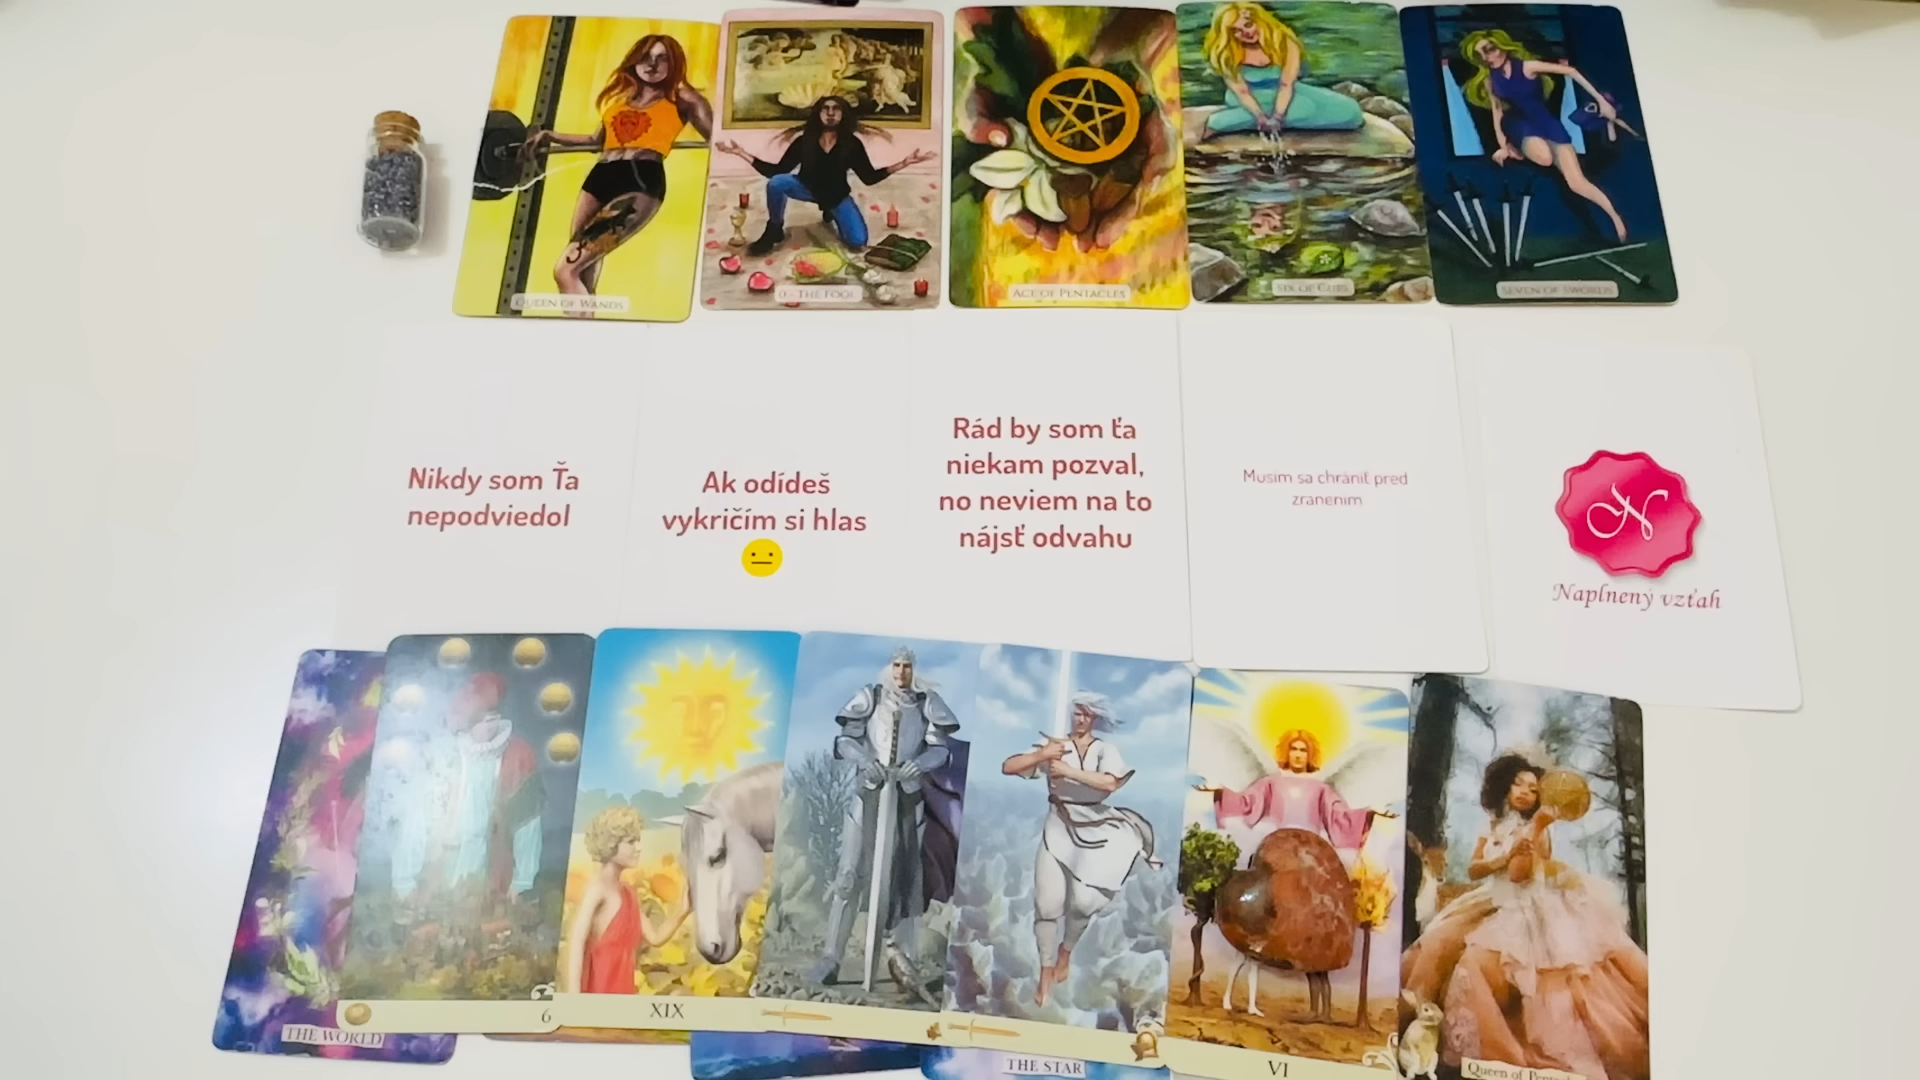 QUEEN OF WANDS
0 - THE FOOL
ACE OF PENTACLES
SIX OF CUPS
SEVEN OF SWORDS
Nikdy som Ťa
nepodviedol
Ak odídeš
vykričím si hlas
Rád by som ťa
niekam pozval,
no neviem na to
nájsť odvahu
Musím sa chrániť pred
zranením
N
Naplnený vzťah
THE WORLD
6
XIX
THE STAR
VI
Queen of